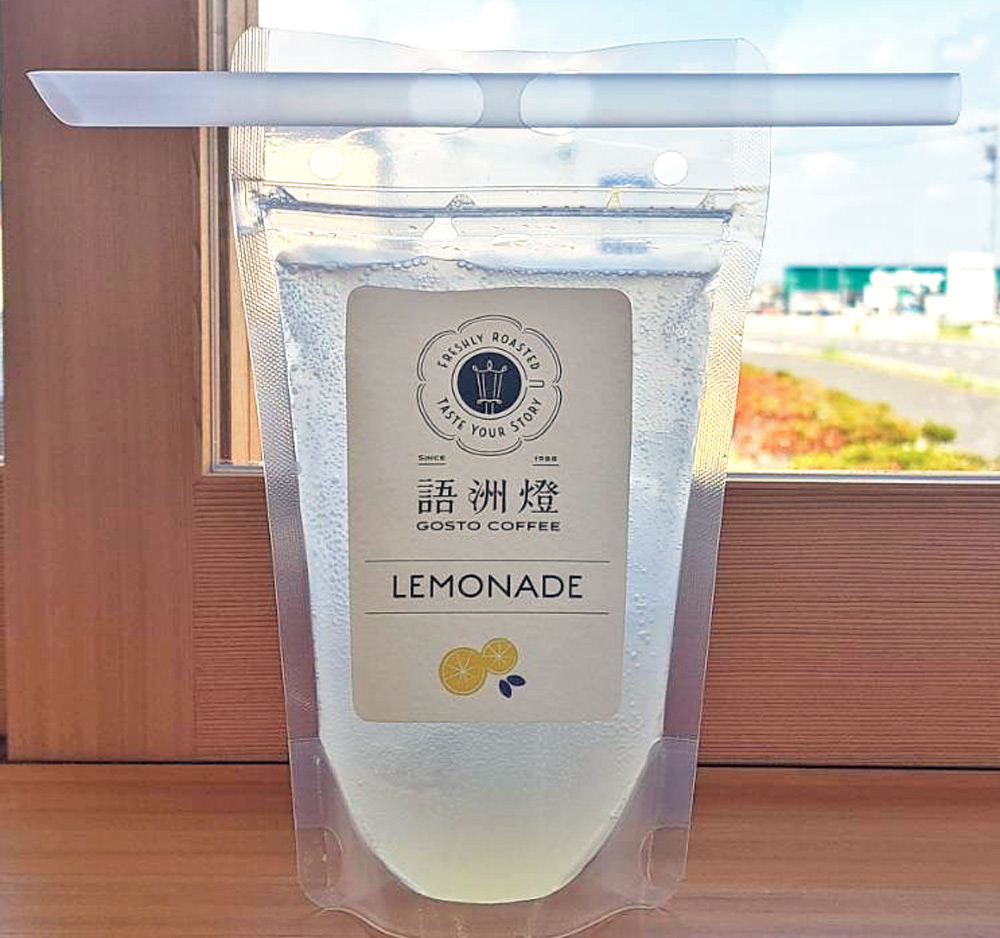 FRESHLY ROASTED
TASTE YOUR STORY
SINCE 1988
語洲燈
GOSTO COFFEE
LEMONADE